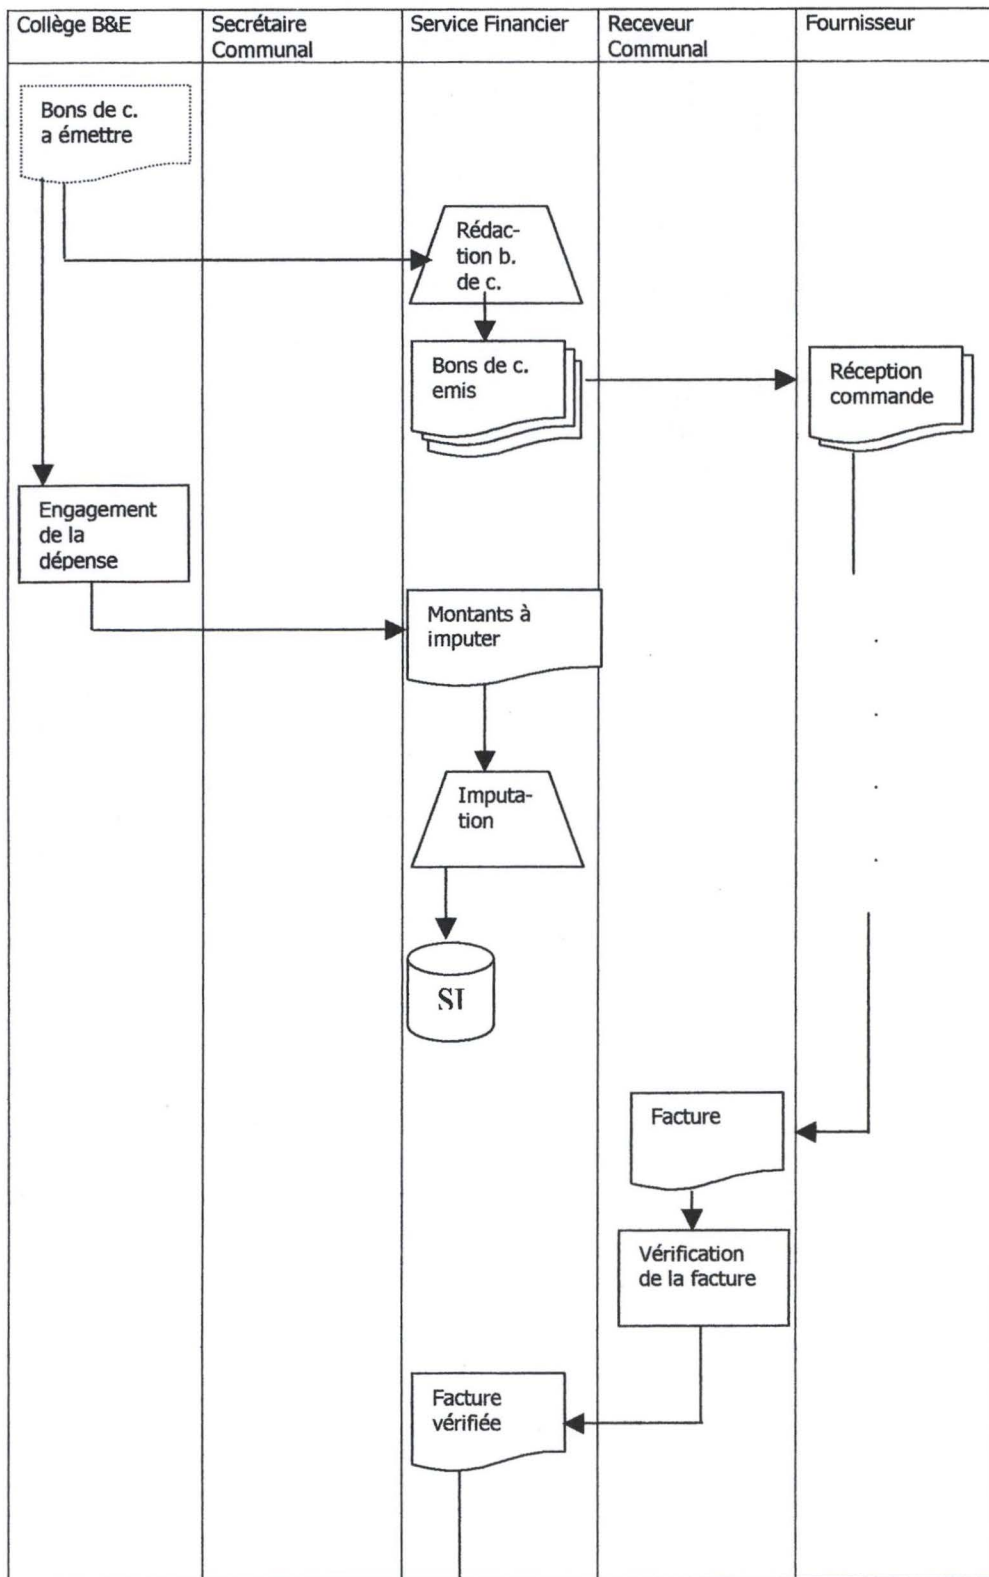 Collège B&E
Secrétaire
Communal
Service Financier
Receveur
Communal
Fournisseur
Bons de c.
a émettre
Rédac-
tion b.
de c.
Bons de c.
emis
Réception
commande
Engagement
de la
dépense
Montants à
imputer
Imputa-
tion
SI
Facture
Vérification
de la facture
Facture
vérifiée